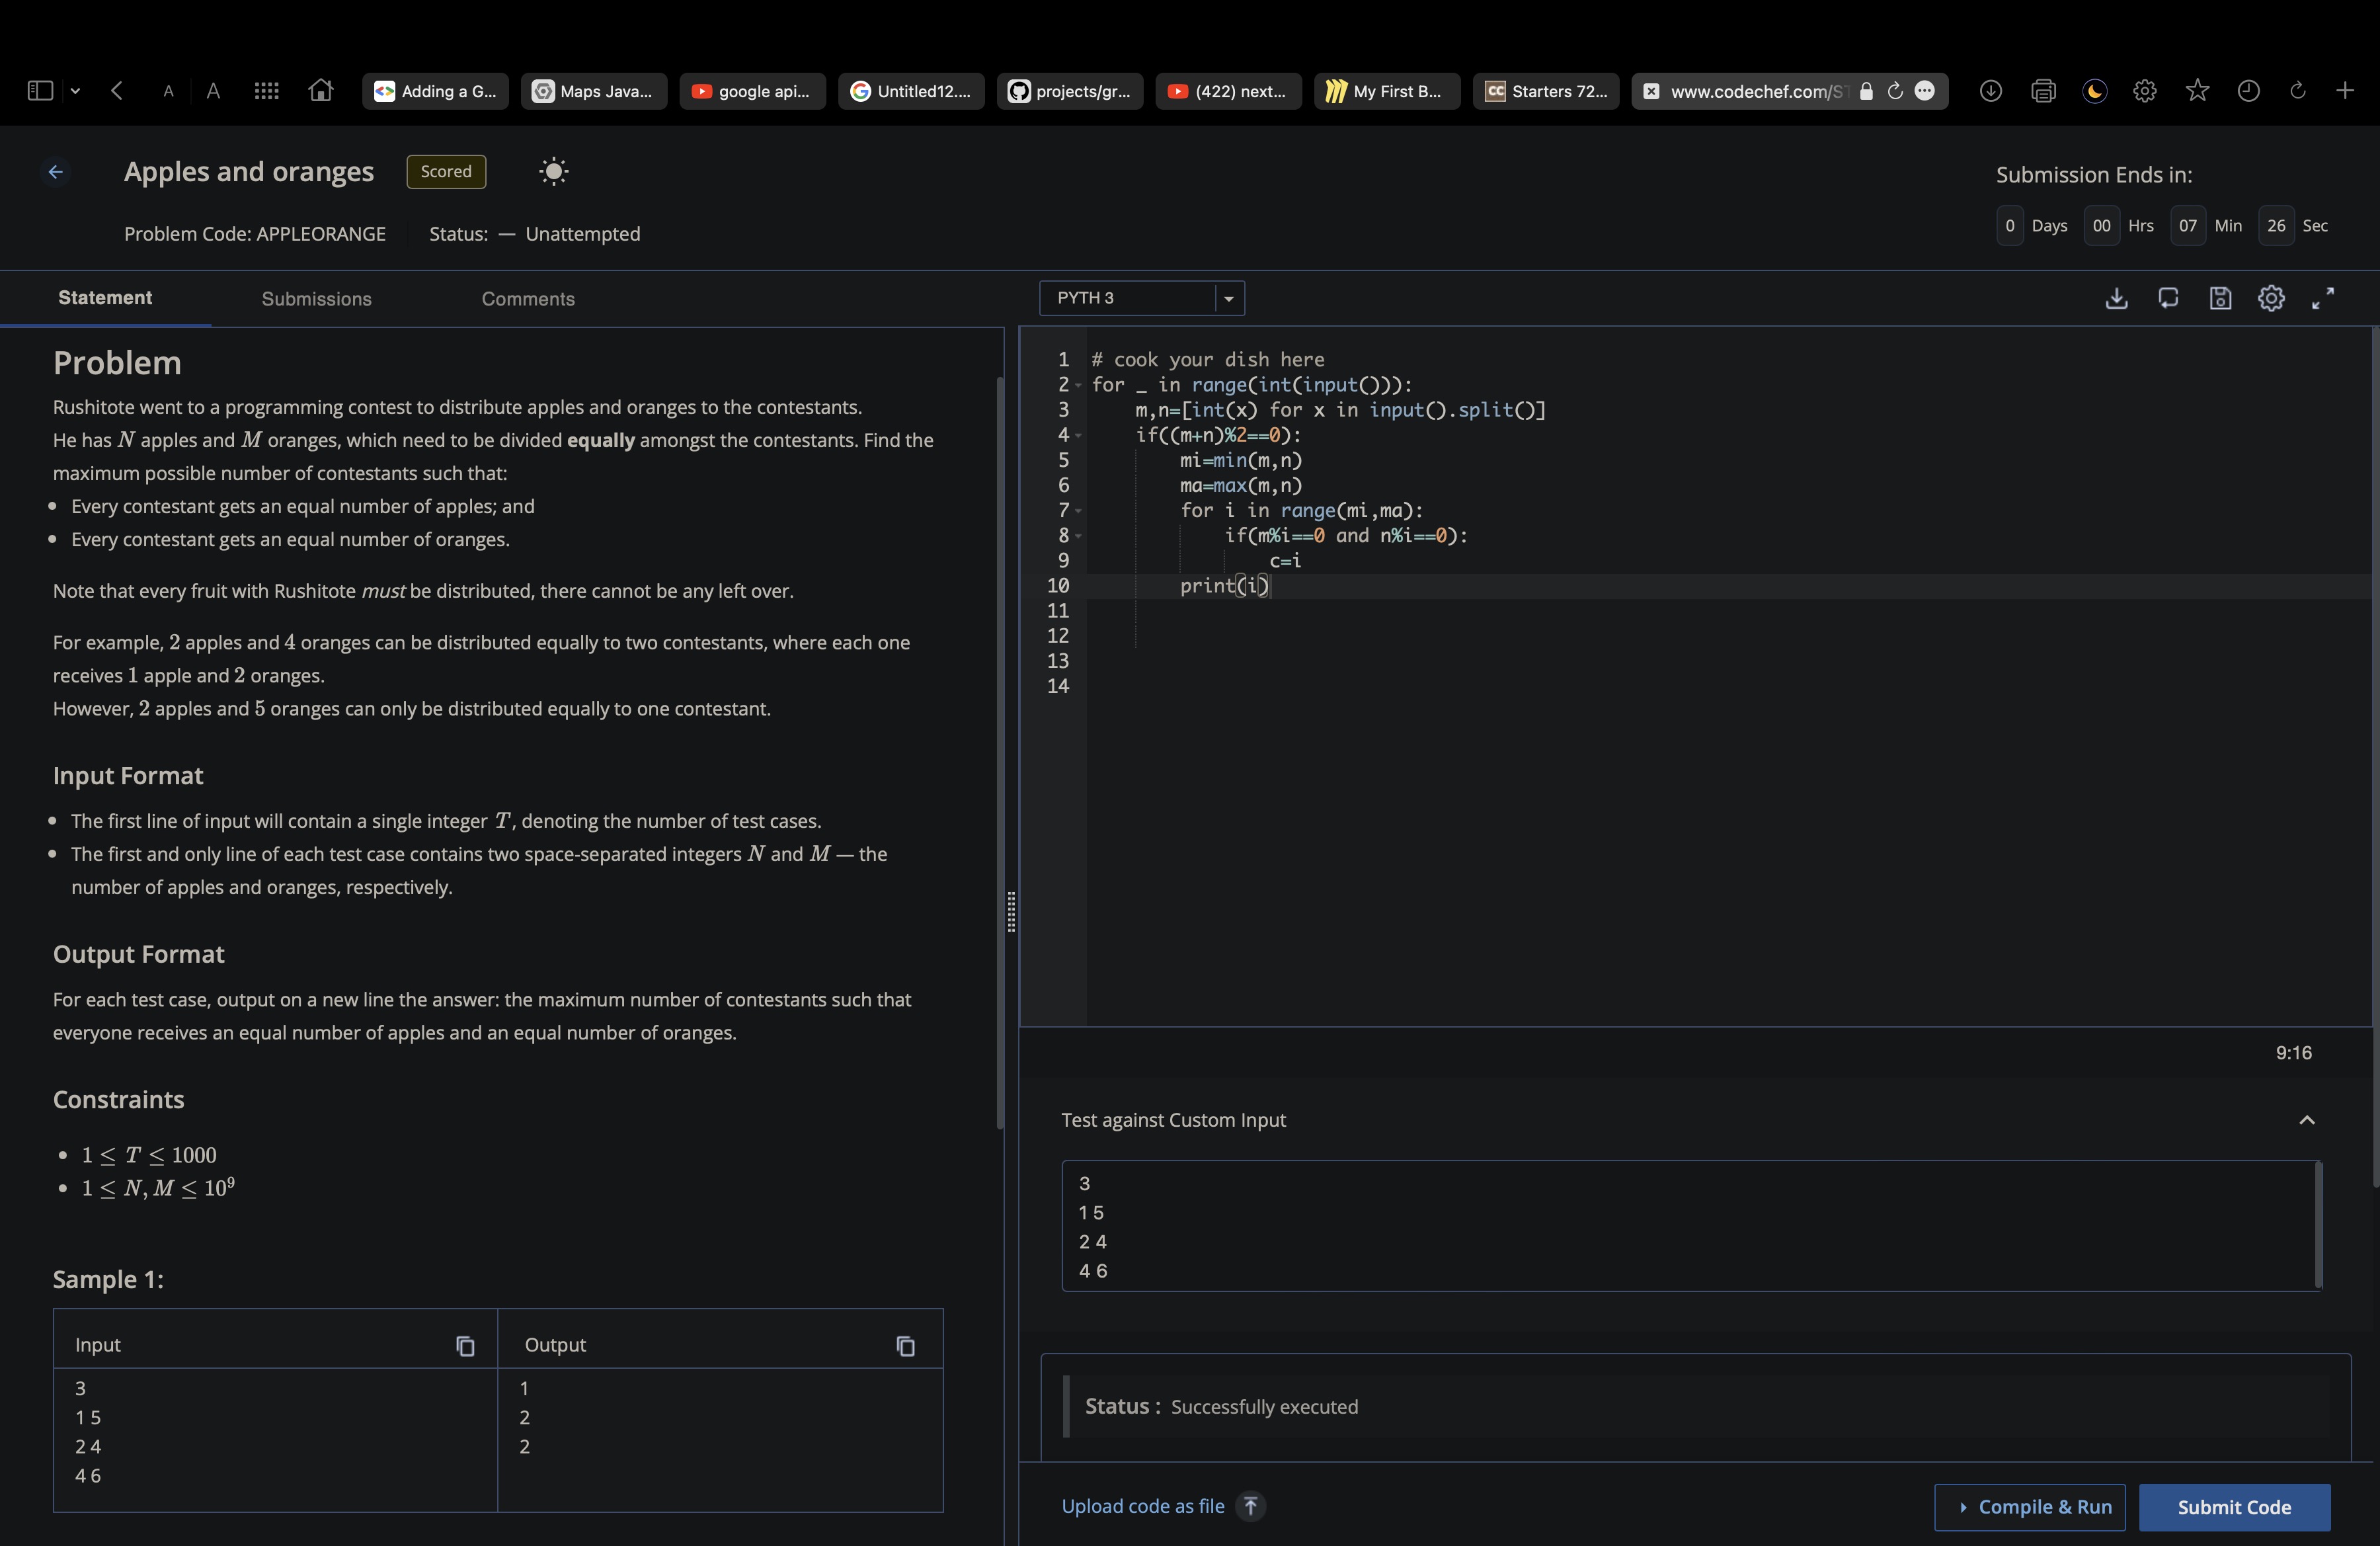 A A Adding a G... Maps Java... google api... Untitled12.... projects/gr... (422) next... My First B... CC Starters 72... www.codechef.com/ST
Apples and oranges Scored
Submission Ends in:
Problem Code: APPLEORANGE Status: — Unattempted
0 Days 00 Hrs 07 Min 26 Sec
Statement Submissions Comments
Problem
Rushitote went to a programming contest to distribute apples and oranges to the contestants.
He has N apples and M oranges, which need to be divided equally amongst the contestants. Find the
maximum possible number of contestants such that:
• Every contestant gets an equal number of apples; and
• Every contestant gets an equal number of oranges.
Note that every fruit with Rushitote must be distributed, there cannot be any left over.
For example, 2 apples and 4 oranges can be distributed equally to two contestants, where each one
receives 1 apple and 2 oranges.
However, 2 apples and 5 oranges can only be distributed equally to one contestant.
Input Format
• The first line of input will contain a single integer T, denoting the number of test cases.
• The first and only line of each test case contains two space-separated integers N and M — the
number of apples and oranges, respectively.
Output Format
For each test case, output on a new line the answer: the maximum number of contestants such that
everyone receives an equal number of apples and an equal number of oranges.
Constraints
• 1 ≤ T ≤ 1000
• 1 ≤ N, M ≤ 10⁹
Sample 1:
Input Output
3 1
1 5 2
2 4 2
4 6
PYTH 3
1 # cook your dish here
2 for _ in range(int(input())):
3     m,n=[int(x) for x in input().split()]
4     if((m+n)%2==0):
5         mi=min(m,n)
6         ma=max(m,n)
7         for i in range(mi,ma):
8             if(m%i==0 and n%i==0):
9                 c=i
10         print(i)
11
12
13
14
9:16
Test against Custom Input
3
1 5
2 4
4 6
Status : Successfully executed
Upload code as file
Compile & Run Submit Code